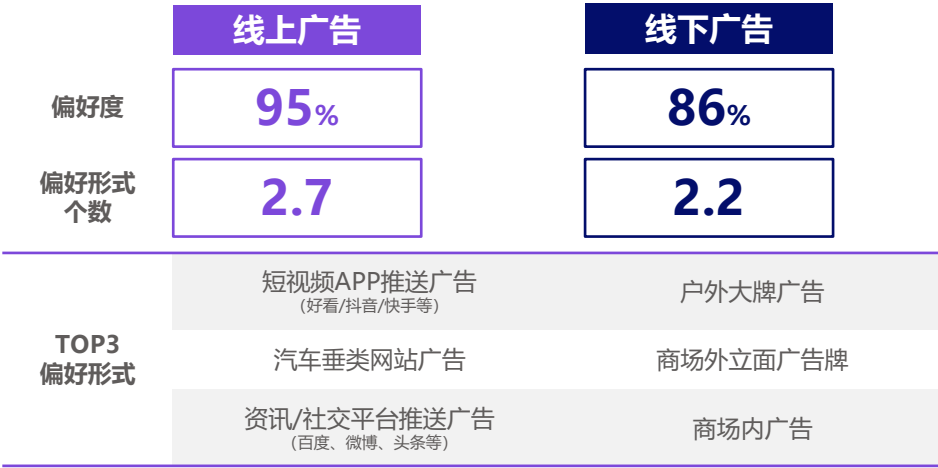 线上广告
线下广告
偏好度
95%
86%
偏好形式
个数
2.7
2.2
TOP3
偏好形式
短视频APP推送广告
(好看/抖音/快手等)
户外大牌广告
汽车垂类网站广告
商场外立面广告牌
资讯/社交平台推送广告
(百度、微博、头条等)
商场内广告